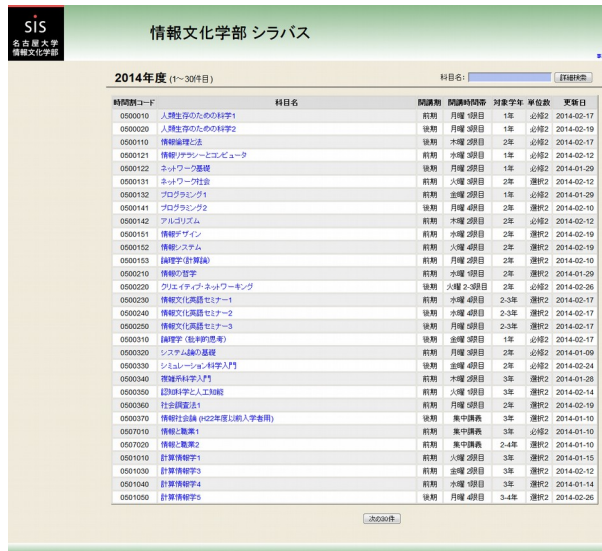 SIS
名古屋大学
情報文化学部
情報文化学部 シラバス
2014年度 (1～30件目) 科目名: 詳細検索
時間割コード 科目名 開講期 開講時間帯 対象学年 単位数 更新日
0500010 人類生存のための科学1 前期 月曜 1限目 1年 必修2 2014-02-17
0500020 人類生存のための科学2 後期 月曜 3限目 1年 必修2 2014-02-19
0500110 情報倫理と法 後期 木曜 2限目 2年 必修2 2014-02-17
0500121 情報リテラシーとコンピュータ 前期 水曜 3限目 1年 必修2 2014-02-12
0500122 ネットワーク基礎 後期 月曜 2限目 1年 必修2 2014-01-29
0500131 ネットワーク社会 前期 火曜 3限目 2年 選択2 2014-02-12
0500132 プログラミング1 前期 金曜 2限目 1年 必修2 2014-01-29
0500141 プログラミング2 後期 月曜 4限目 2年 選択2 2014-02-10
0500142 アルゴリズム 前期 木曜 2限目 2年 必修2 2014-02-12
0500151 情報デザイン 後期 水曜 2限目 2年 選択2 2014-02-19
0500152 情報システム 前期 火曜 4限目 2年 選択2 2014-02-19
0500153 論理学(計算論) 前期 月曜 2限目 2年 選択2 2014-02-10
0500210 情報の哲学 前期 水曜 1限目 2年 選択2 2014-01-29
0500220 クリエイティブ・ネットワーキング 後期 火曜 2-3限目 2年 必修2 2014-02-26
0500230 情報文化英語セミナー1 前期 水曜 4限目 2-3年 選択2 2014-02-17
0500240 情報文化英語セミナー2 後期 水曜 4限目 2-3年 選択2 2014-02-17
0500250 情報文化英語セミナー3 後期 月曜 5限目 2-3年 選択2 2014-02-17
0500310 論理学 (批判的思考) 後期 金曜 3限目 1年 必修2 2014-02-17
0500320 システム論の基礎 前期 月曜 3限目 2年 必修2 2014-01-09
0500330 シミュレーション科学入門 後期 金曜 4限目 2年 必修2 2014-02-24
0500340 複雑系科学入門 前期 木曜 2限目 3年 選択2 2014-01-28
0500350 認知科学と人工知能 前期 火曜 1限目 3年 選択2 2014-02-14
0500360 社会調査法1 前期 月曜 5限目 2年 選択2 2014-02-19
0500370 情報社会論 (H22年度以前入学者用) 後期 集中講義 3年 選択2 2014-01-10
0507010 情報と職業1 前期 集中講義 3年 必修2 2014-01-10
0507020 情報と職業2 前期 集中講義 2-4年 選択2 2014-01-10
0501010 計算情報学1 前期 火曜 2限目 3年 選択2 2014-01-15
0501030 計算情報学3 前期 金曜 2限目 3年 選択2 2014-02-12
0501040 計算情報学4 前期 水曜 1限目 3年 選択2 2014-01-14
0501050 計算情報学5 後期 月曜 4限目 3-4年 選択2 2014-02-26
次の30件